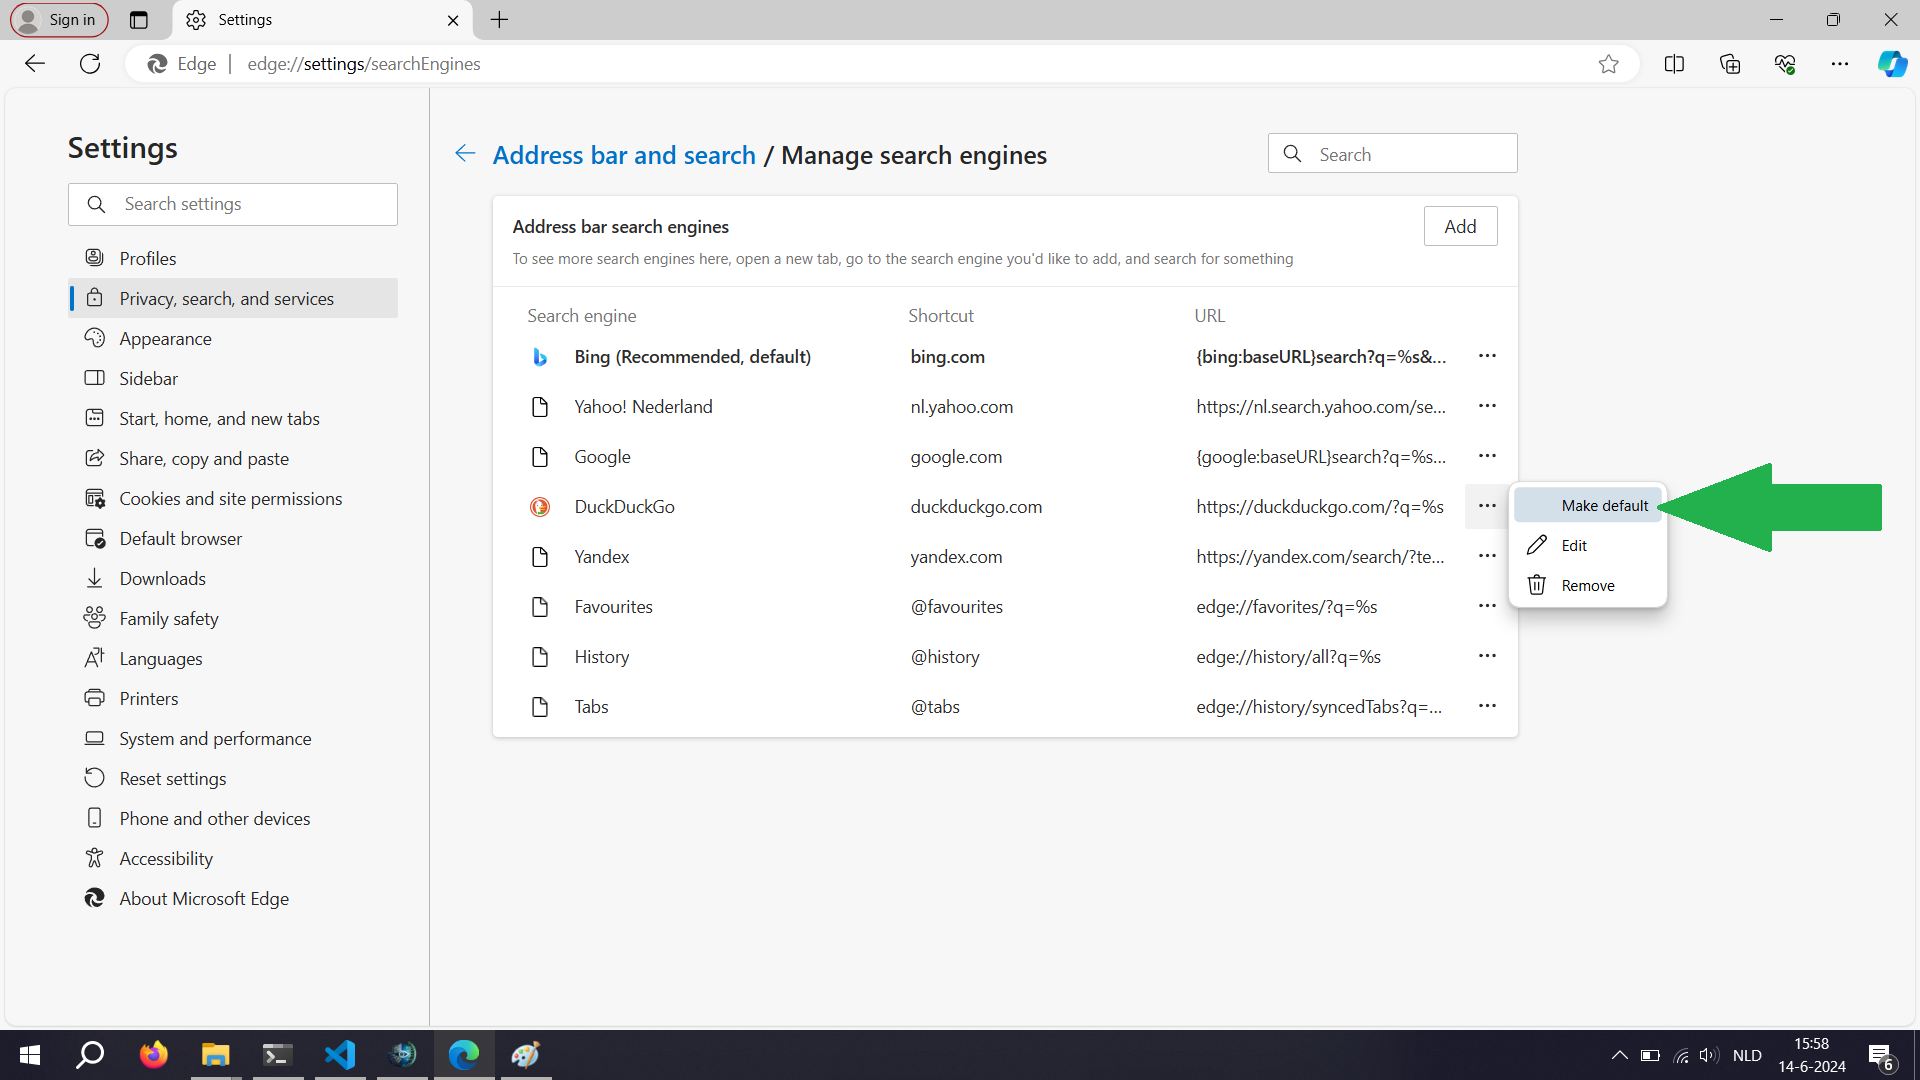 Sign in
Settings
Edge
edge://settings/searchEngines
Settings
Search settings
Profiles
Privacy, search, and services
Appearance
Sidebar
Start, home, and new tabs
Share, copy and paste
Cookies and site permissions
Default browser
Downloads
Family safety
Languages
Printers
System and performance
Reset settings
Phone and other devices
Accessibility
About Microsoft Edge
Address bar and search / Manage search engines
Search
Address bar search engines
Add
To see more search engines here, open a new tab, go to the search engine you'd like to add, and search for something
Search engine Shortcut URL
Bing (Recommended, default) bing.com {bing:baseURL}search?q=%s&...
Yahoo! Nederland nl.yahoo.com https://nl.search.yahoo.com/se...
Google google.com {google:baseURL}search?q=%s...
DuckDuckGo duckduckgo.com https://duckduckgo.com/?q=%s
Yandex yandex.com https://yandex.com/search/?te...
Favourites @favourites edge://favorites/?q=%s
History @history edge://history/all?q=%s
Tabs @tabs edge://history/syncedTabs?q=...
Make default
Edit
Remove
NLD
15:58
14-6-2024
6